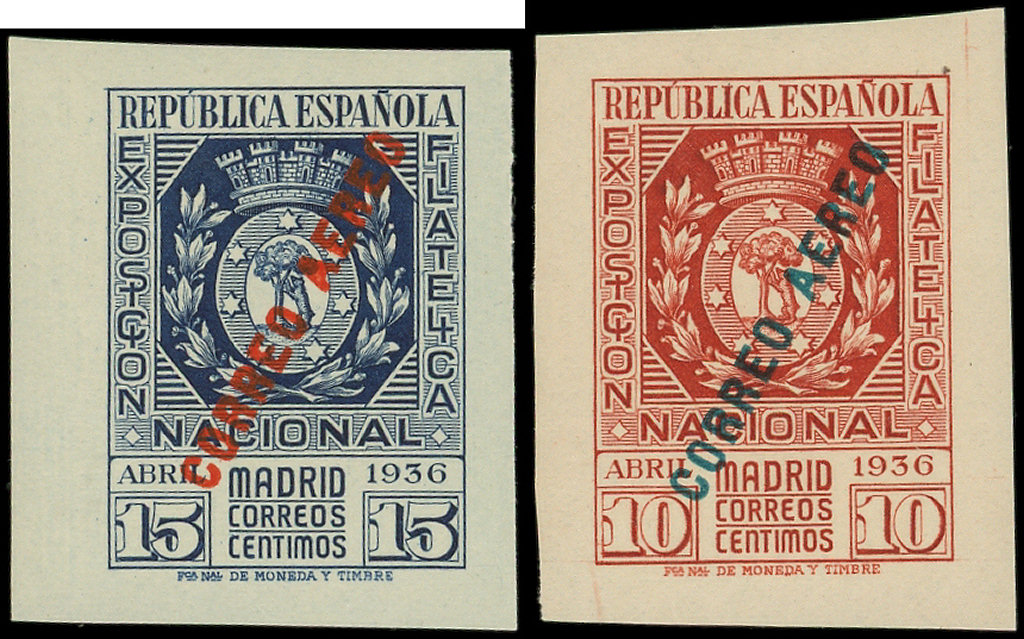 REPÚBLICA ESPAÑOLA
EXPOSICION
FILATELICA
NACIONAL
CORREO AEREO
ABRIL
MADRID
1936
15
CORREOS
15
CENTIMOS
FCA NAL DE MONEDA Y TIMBRE
REPÚBLICA ESPAÑOLA
EXPOSICION
FILATELICA
NACIONAL
CORREO AEREO
ABRIL
MADRID
1936
10
CORREOS
10
CENTIMOS
FCA NAL DE MONEDA Y TIMBRE